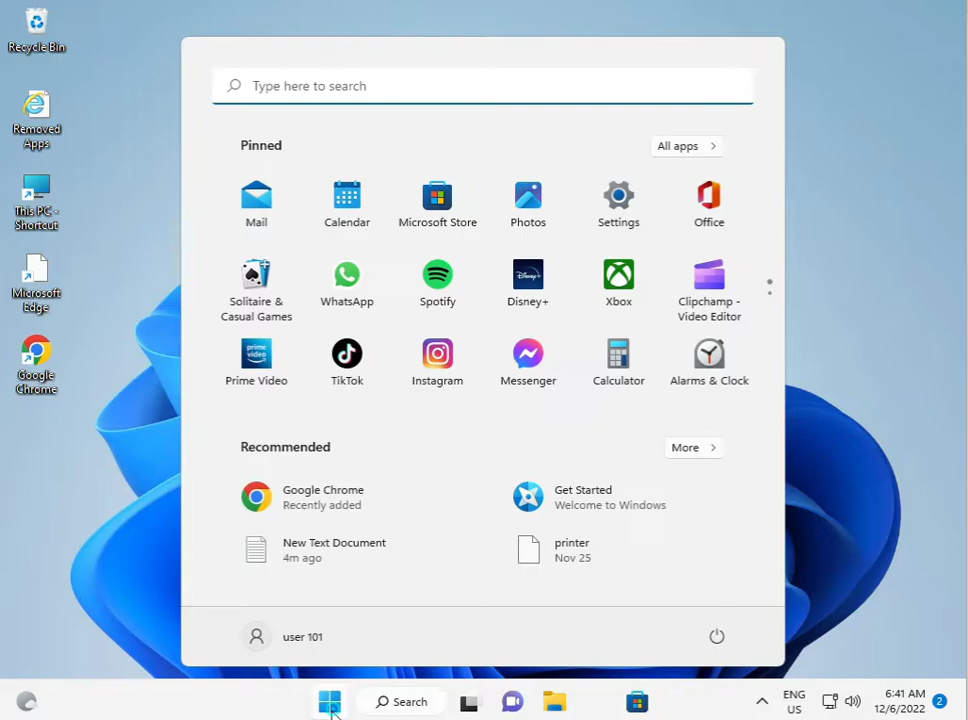 Recycle Bin
Removed
Apps
This PC -
Shortcut
Microsoft
Edge
Google
Chrome
Type here to search
Pinned
All apps
Mail
Calendar
Microsoft Store
Photos
Settings
Office
Solitaire &
Casual Games
WhatsApp
Spotify
Disney+
Xbox
Clipchamp -
Video Editor
prime
video
Prime Video
TikTok
Instagram
Messenger
Calculator
Alarms & Clock
Recommended
More
Google Chrome
Recently added
Get Started
Welcome to Windows
New Text Document
4m ago
printer
Nov 25
user 101
Search
ENG
US
6:41 AM
12/6/2022
2